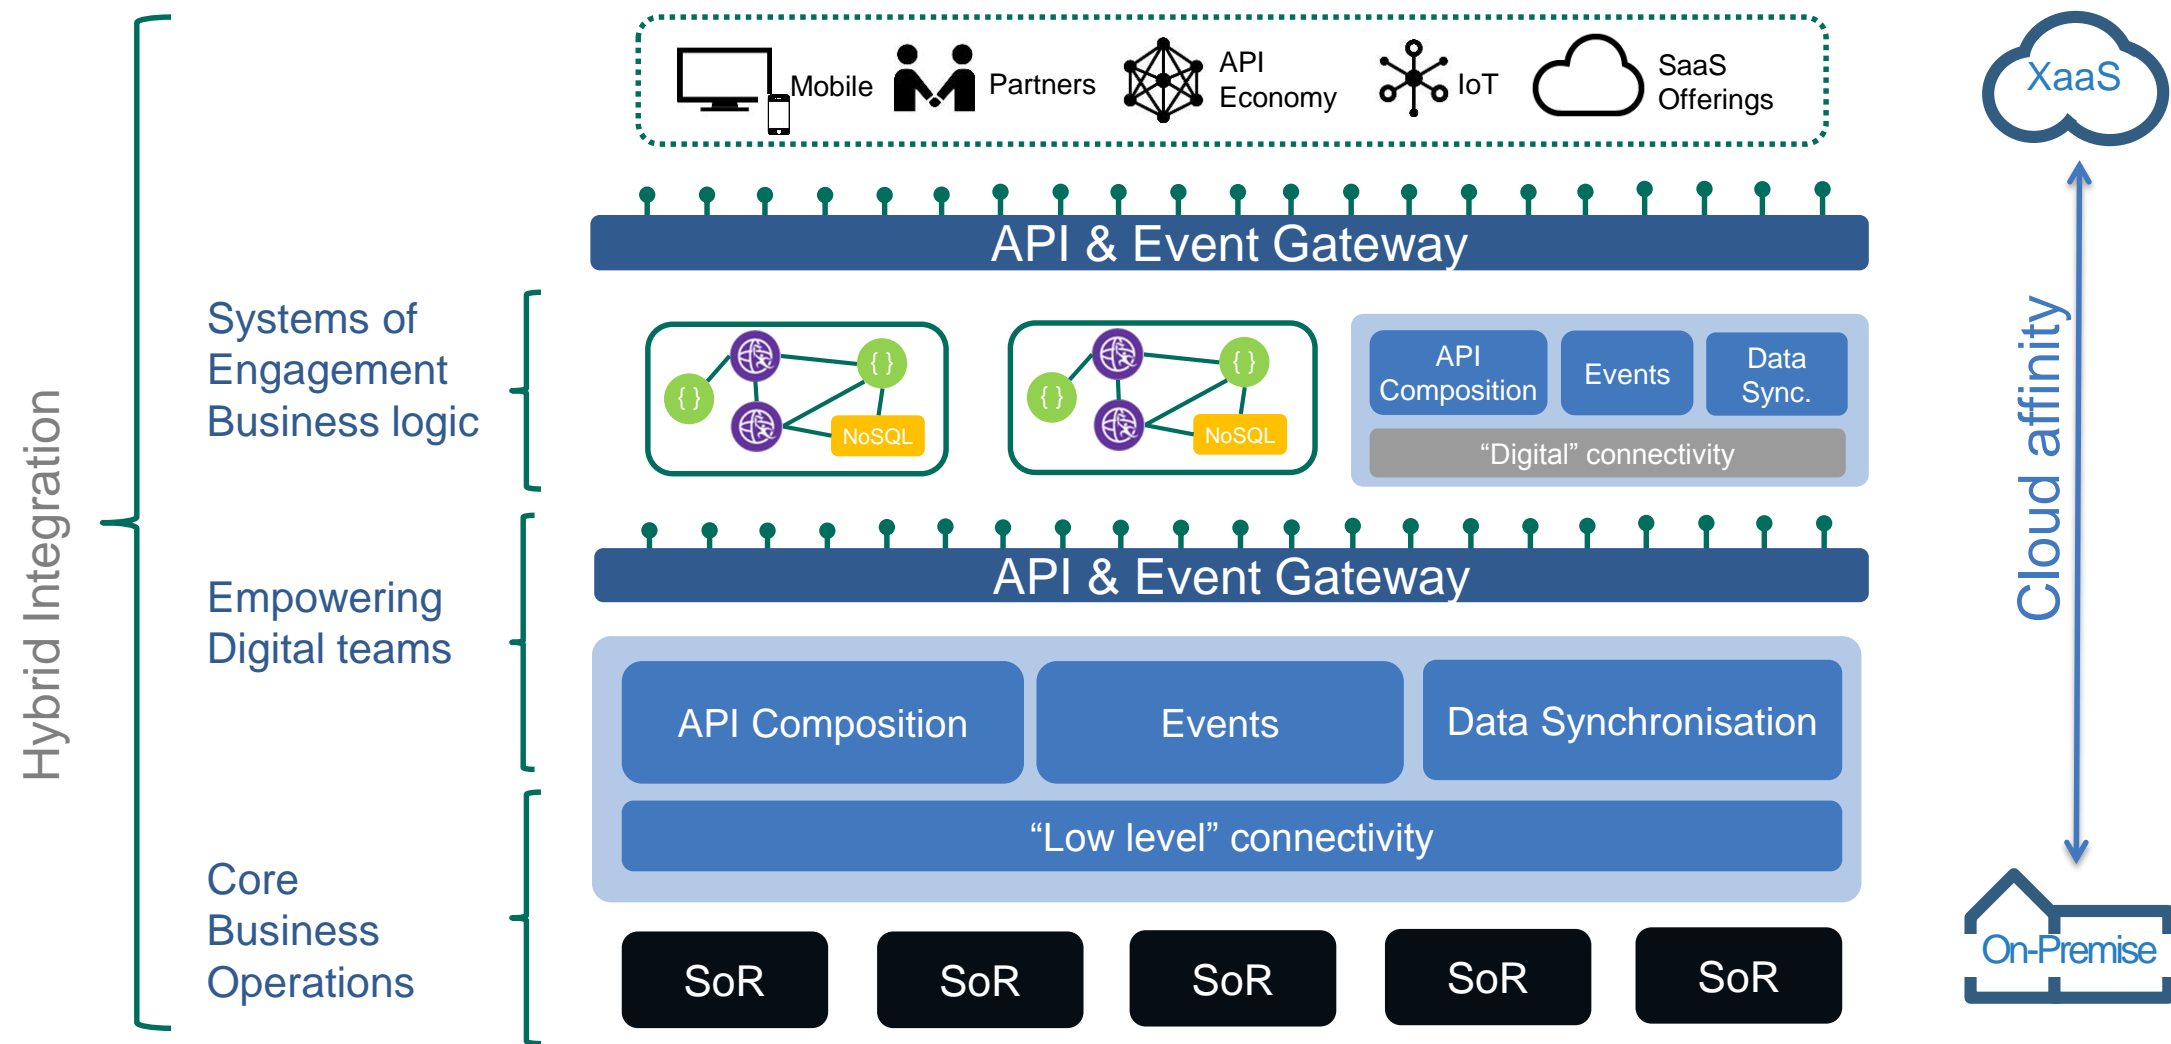 Mobile
Partners
API
Economy
IoT
SaaS
Offerings
XaaS
API & Event Gateway
Systems of
Engagement
Business logic
{ }
{ }
NoSQL
{ }
{ }
NoSQL
API
Composition
Events
Data
Sync.
“Digital” connectivity
Hybrid Integration
Cloud affinity
API & Event Gateway
Empowering
Digital teams
API Composition
Events
Data Synchronisation
“Low level” connectivity
Core
Business
Operations
SoR
SoR
SoR
SoR
SoR
On-Premise